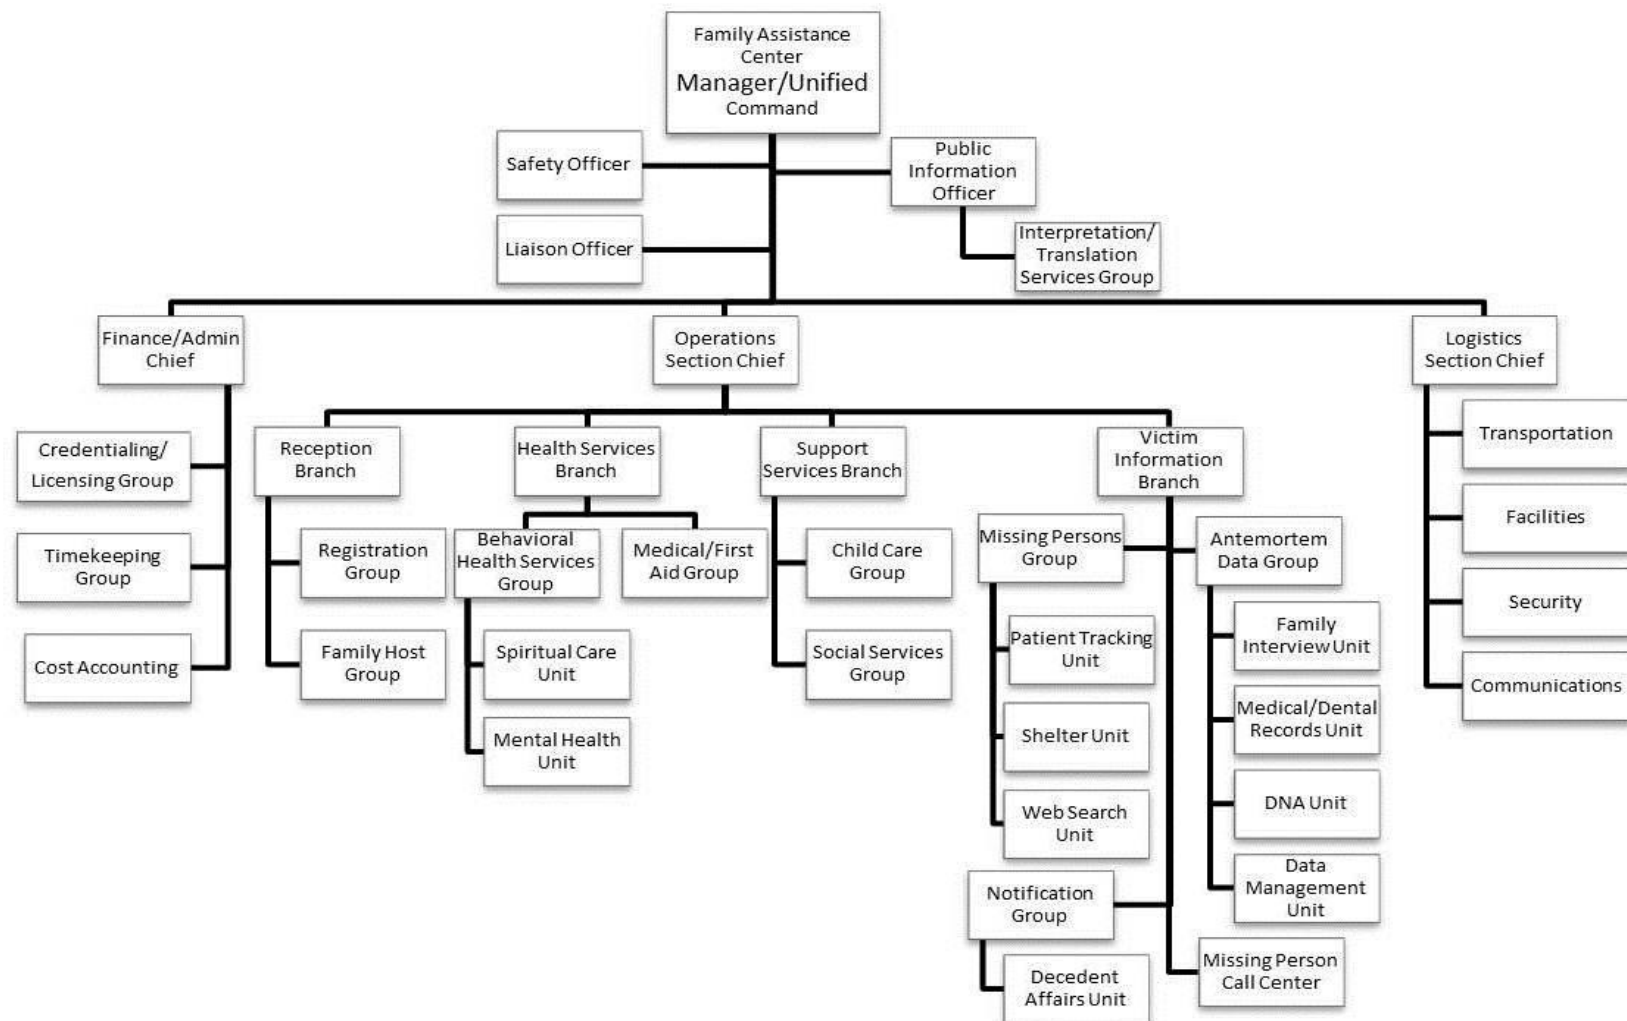 Family Assistance
Center
Manager/Unified
Command
Safety Officer
Public
Information
Officer
Liaison Officer
Interpretation/
Translation
Services Group
Finance/Admin
Chief
Operations
Section Chief
Logistics
Section Chief
Credentialing/
Licensing Group
Timekeeping
Group
Cost Accounting
Reception
Branch
Registration
Group
Family Host
Group
Health Services
Branch
Behavioral
Health Services
Group
Spiritual Care
Unit
Mental Health
Unit
Medical/First
Aid Group
Support
Services Branch
Child Care
Group
Social Services
Group
Victim
Information
Branch
Missing Persons
Group
Patient Tracking
Unit
Shelter Unit
Web Search
Unit
Notification
Group
Decedent
Affairs Unit
Antemortem
Data Group
Family
Interview Unit
Medical/Dental
Records Unit
DNA Unit
Data
Management
Unit
Missing Person
Call Center
Transportation
Facilities
Security
Communications